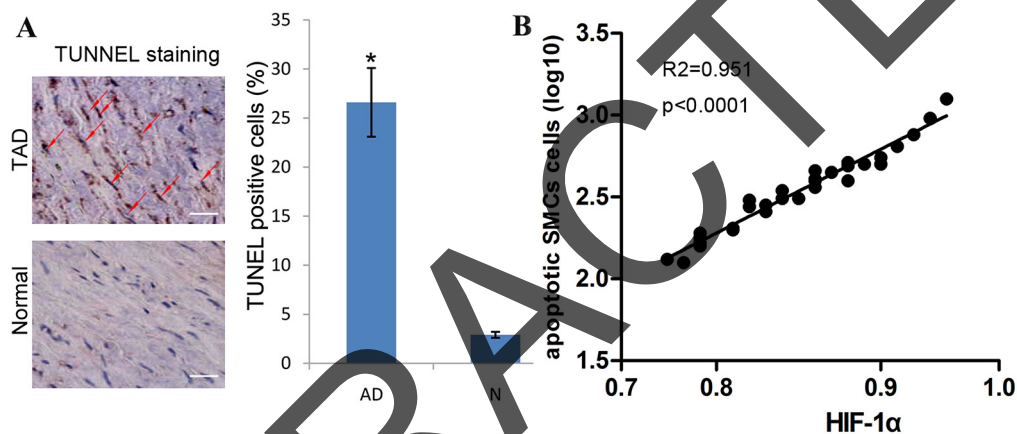 A
TUNNEL staining
TAD
Normal
TUNEL positive cells (%)
35
30
25
20
15
10
5
0
*
AD
N
B
apoptotic SMCs cells (log10)
3.5
3.0
2.5
2.0
1.5
R2=0.951
p<0.0001
0.7
0.8
0.9
1.0
HIF-1α
RACTE